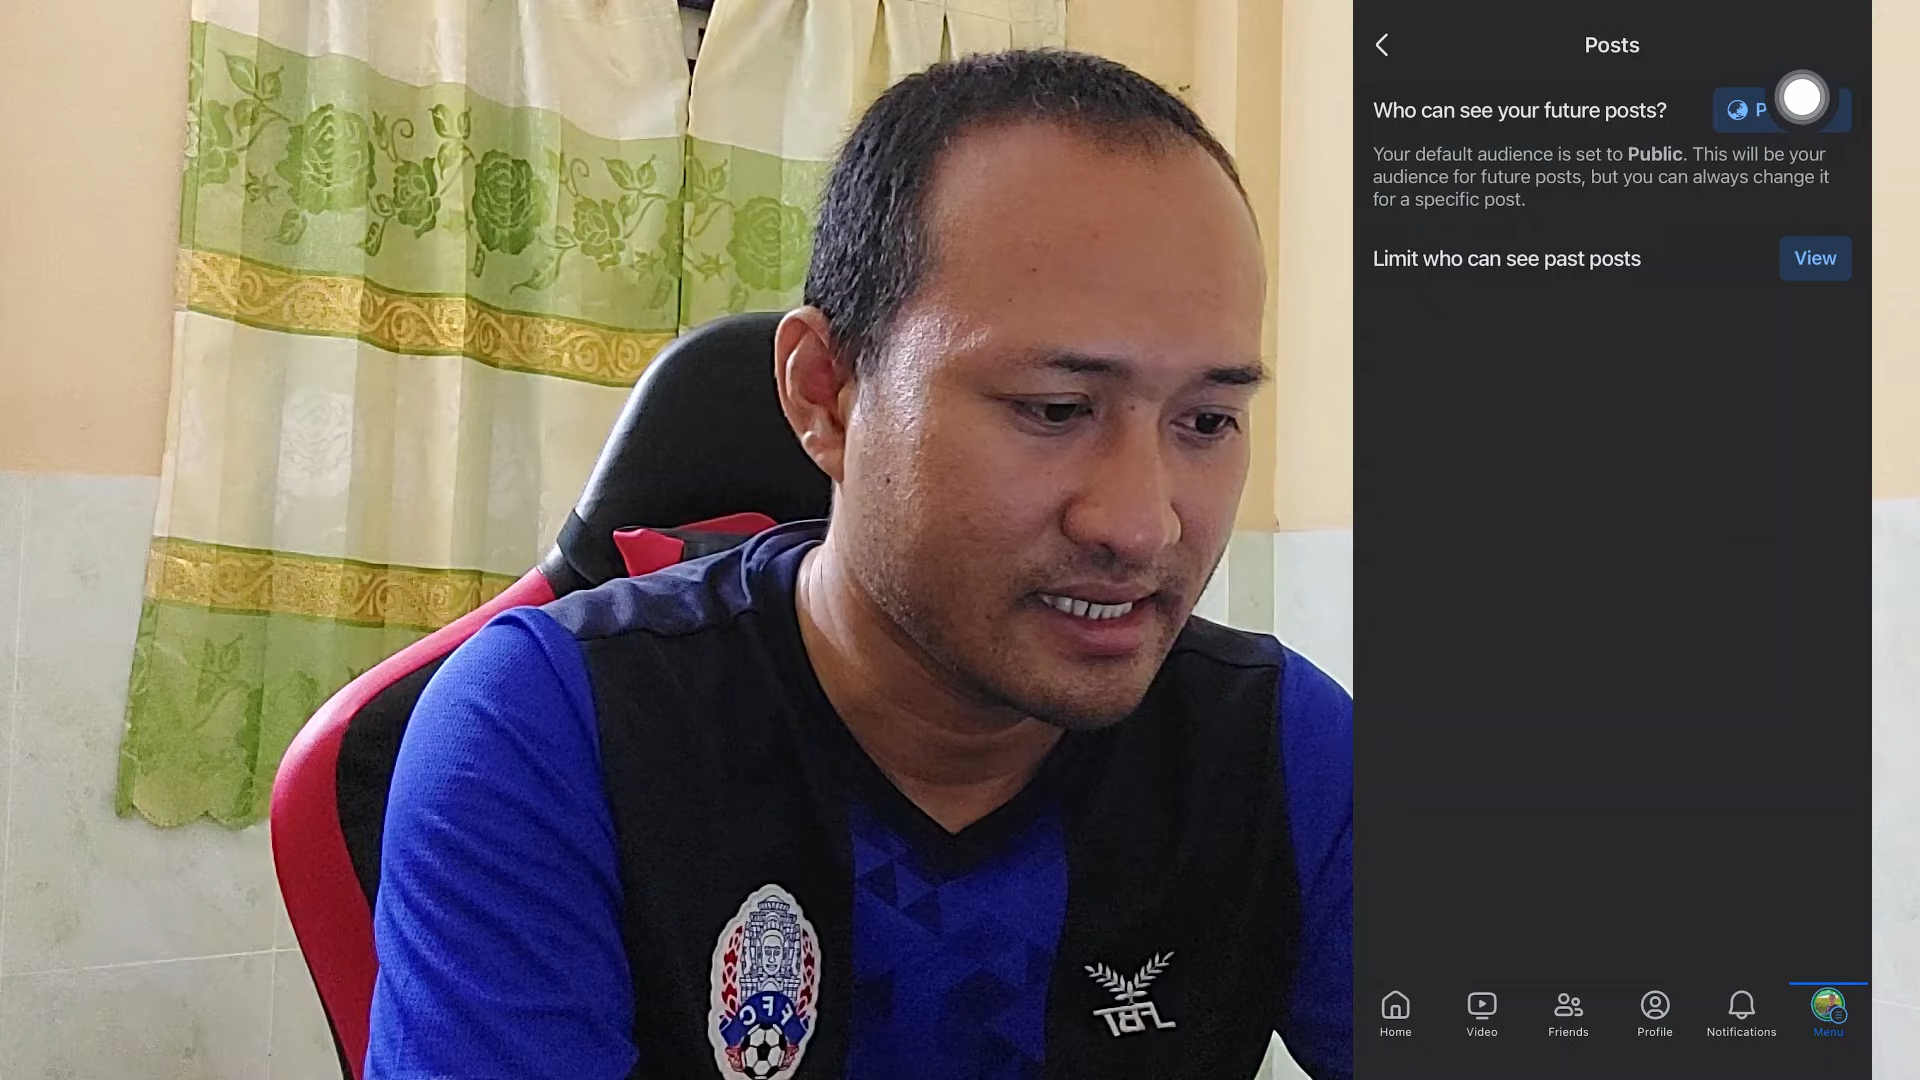 Posts
Who can see your future posts?
Your default audience is set to Public. This will be your
audience for future posts, but you can always change it
for a specific post.
Limit who can see past posts
View
Home
Video
Friends
Profile
Notifications
Menu
FFC